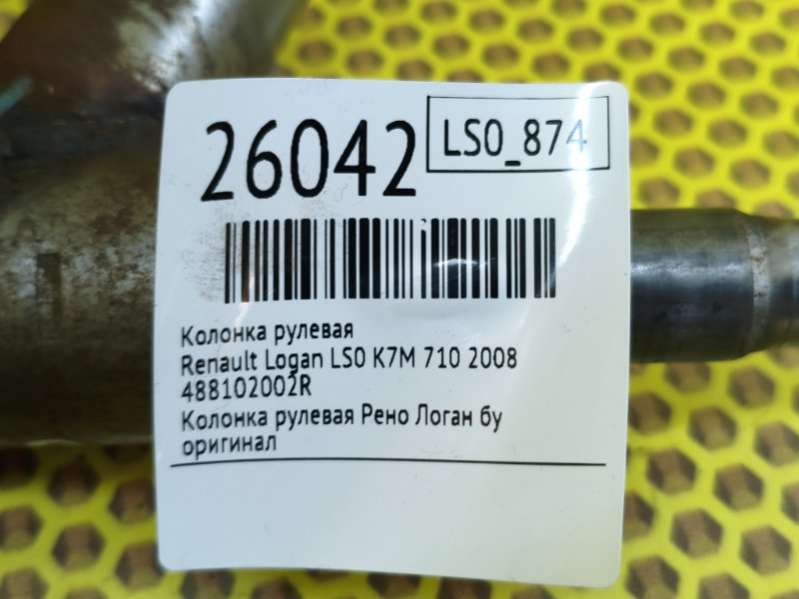 26042
LS0_874
Колонка рулевая
Renault Logan LS0 K7M 710 2008
488102002R
Колонка рулевая Рено Логан бу
оригинал